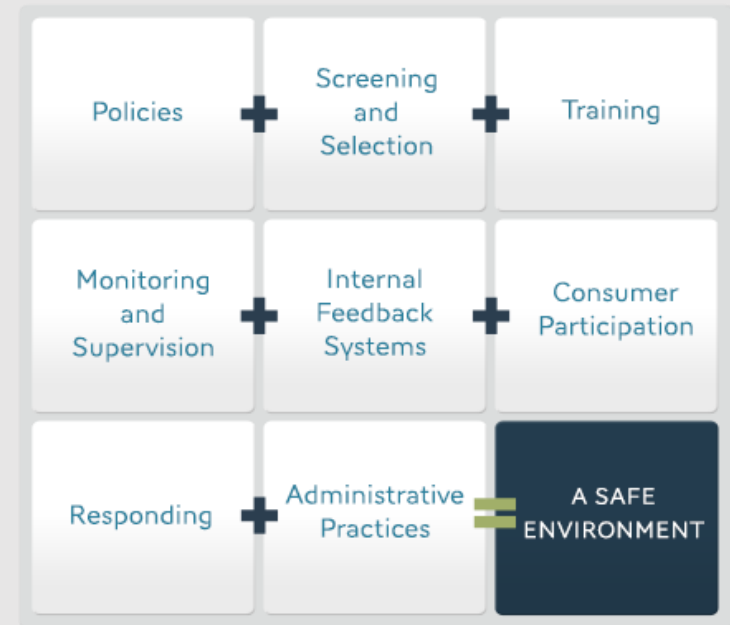 Policies
Screening
and
Selection
Training
Monitoring
and
Supervision
Internal
Feedback
Systems
Consumer
Participation
Responding
Administrative
Practices
A SAFE
ENVIRONMENT